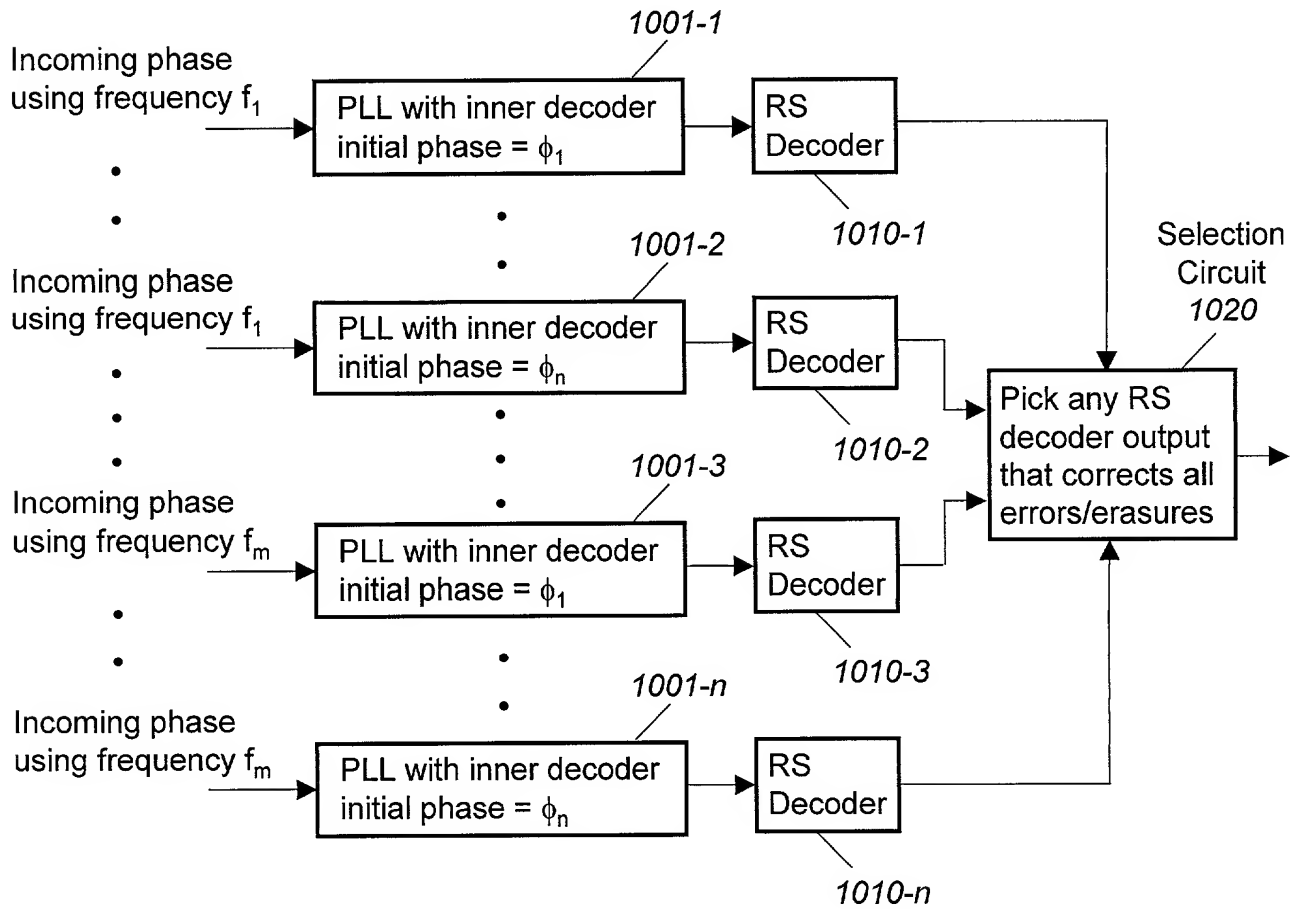 1001-1
Incoming phase
using frequency f₁
PLL with inner decoder
initial phase = ϕ₁
RS
Decoder
1010-1
1001-2
Selection
Circuit
1020
Incoming phase
using frequency f₁
PLL with inner decoder
initial phase = ϕₙ
RS
Decoder
1010-2
Pick any RS
decoder output
that corrects all
errors/erasures
1001-3
Incoming phase
using frequency fₘ
PLL with inner decoder
initial phase = ϕ₁
RS
Decoder
1010-3
1001-n
Incoming phase
using frequency fₘ
PLL with inner decoder
initial phase = ϕₙ
RS
Decoder
1010-n